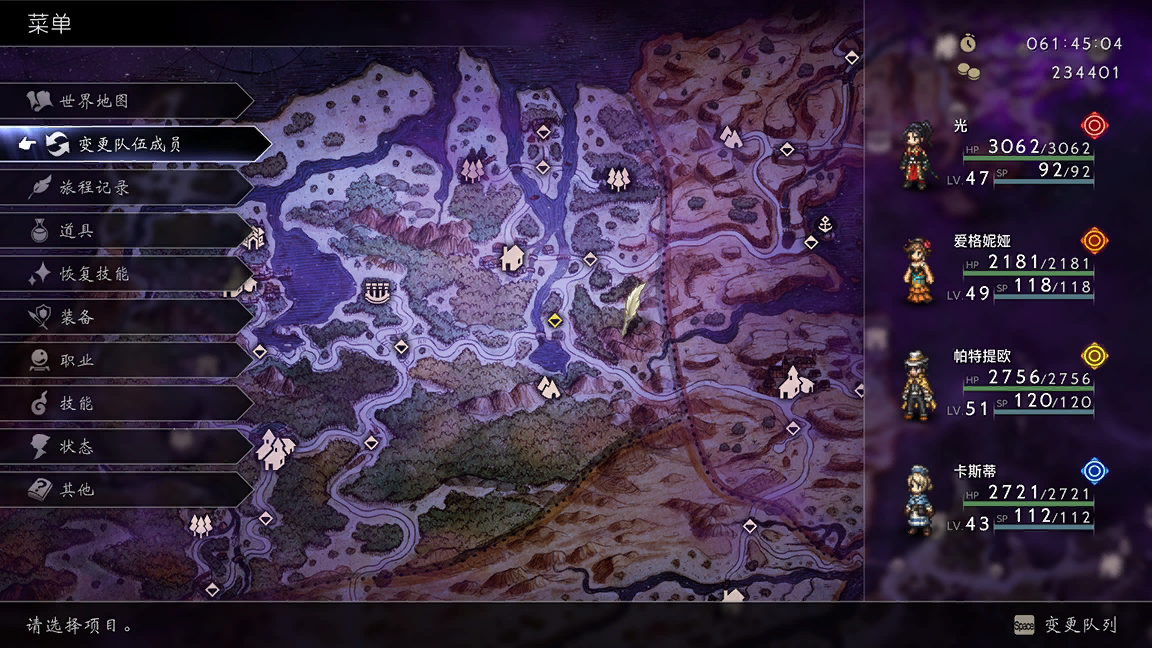 菜单
世界地图
变更队伍成员
旅程记录
道具
恢复技能
装备
职业
技能
状态
其他
061:45:04
234401
光
HP 3062/3062
LV. 47 SP 92/92
爱格妮娅
HP 2181/2181
LV. 49 SP 118/118
帕特提欧
HP 2756/2756
LV. 51 SP 120/120
卡斯蒂
HP 2721/2721
LV. 43 SP 112/112
请选择项目。
Space 变更队列